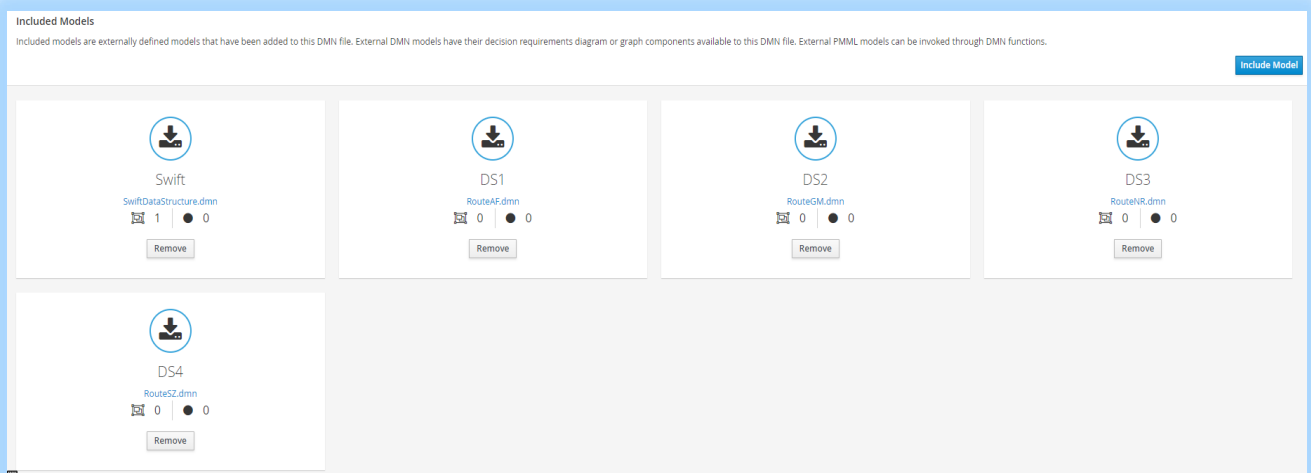 Included Models
Included models are externally defined models that have been added to this DMN file. External DMN models have their decision requirements diagram or graph components available to this DMN file. External PMML models can be invoked through DMN functions.
Include Model
Swift
SwiftDataStructure.dmn
1 0
Remove
DS1
RouteAF.dmn
0 0
Remove
DS2
RouteGM.dmn
0 0
Remove
DS3
RouteNR.dmn
0 0
Remove
DS4
RouteSZ.dmn
0 0
Remove